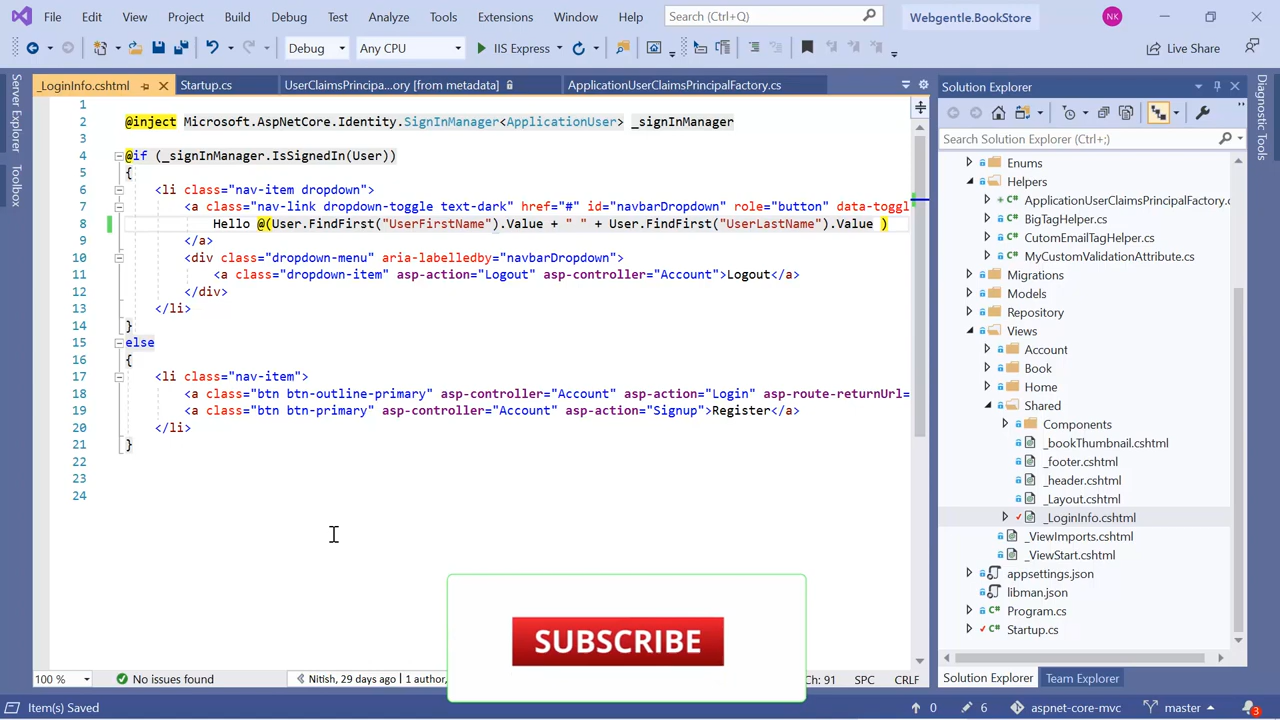 File Edit View Project Build Debug Test Analyze Tools Extensions Window Help Search (Ctrl+Q) Webgentle.BookStore NK
Debug Any CPU IIS Express Live Share
Server Explorer
Toolbox
_LoginInfo.cshtml Startup.cs UserClaimsPrincipa...ory [from metadata] ApplicationUserClaimsPrincipalFactory.cs
1
2 @inject Microsoft.AspNetCore.Identity.SignInManager<ApplicationUser> _signInManager
3
4 @if (_signInManager.IsSignedIn(User))
5 {
6 <li class="nav-item dropdown">
7 <a class="nav-link dropdown-toggle text-dark" href="#" id="navbarDropdown" role="button" data-toggl
8 Hello @(User.FindFirst("UserFirstName").Value + " " + User.FindFirst("UserLastName").Value )
9 </a>
10 <div class="dropdown-menu" aria-labelledby="navbarDropdown">
11 <a class="dropdown-item" asp-action="Logout" asp-controller="Account">Logout</a>
12 </div>
13 </li>
14 }
15 else
16 {
17 <li class="nav-item">
18 <a class="btn btn-outline-primary" asp-controller="Account" asp-action="Login" asp-route-returnUrl=
19 <a class="btn btn-primary" asp-controller="Account" asp-action="Signup">Register</a>
20 </li>
21 }
22
23
24
SUBSCRIBE
100 % No issues found Nitish, 29 days ago | 1 author, Ch: 91 SPC CRLF
Solution Explorer
Search Solution Explorer (Ctrl+;)
Enums
Helpers
ApplicationUserClaimsPrincipalFactory.c
BigTagHelper.cs
CutomEmailTagHelper.cs
MyCustomValidationAttribute.cs
Migrations
Models
Repository
Views
Account
Book
Home
Shared
Components
_bookThumbnail.cshtml
_footer.cshtml
_header.cshtml
_Layout.cshtml
_LoginInfo.cshtml
_ViewImports.cshtml
_ViewStart.cshtml
appsettings.json
libman.json
Program.cs
Startup.cs
Solution Explorer Team Explorer
Diagnostic Tools
Item(s) Saved 0 6 aspnet-core-mvc master 3